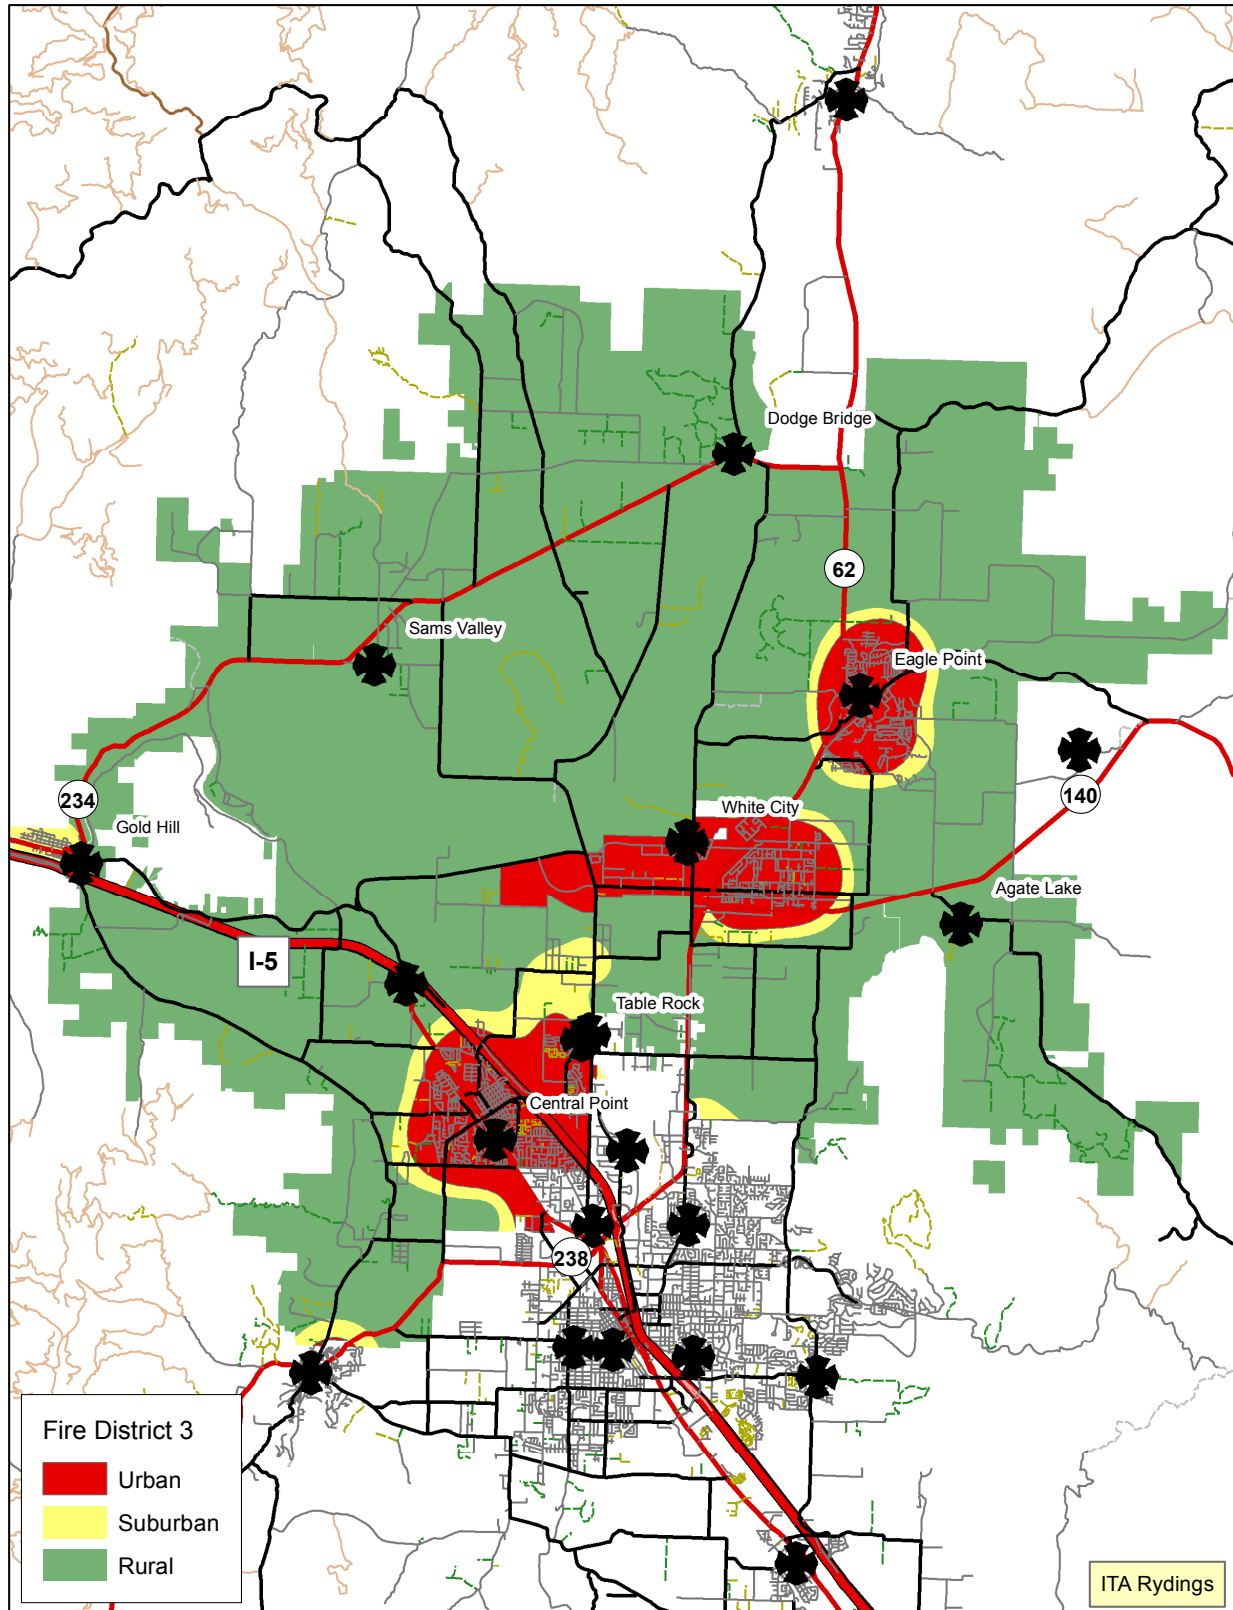 Dodge Bridge
62
Sams Valley
Eagle Point
234
140
White City
Gold Hill
Agate Lake
I-5
Table Rock
Central Point
238
Fire District 3
Urban
Suburban
Rural
ITA Rydings